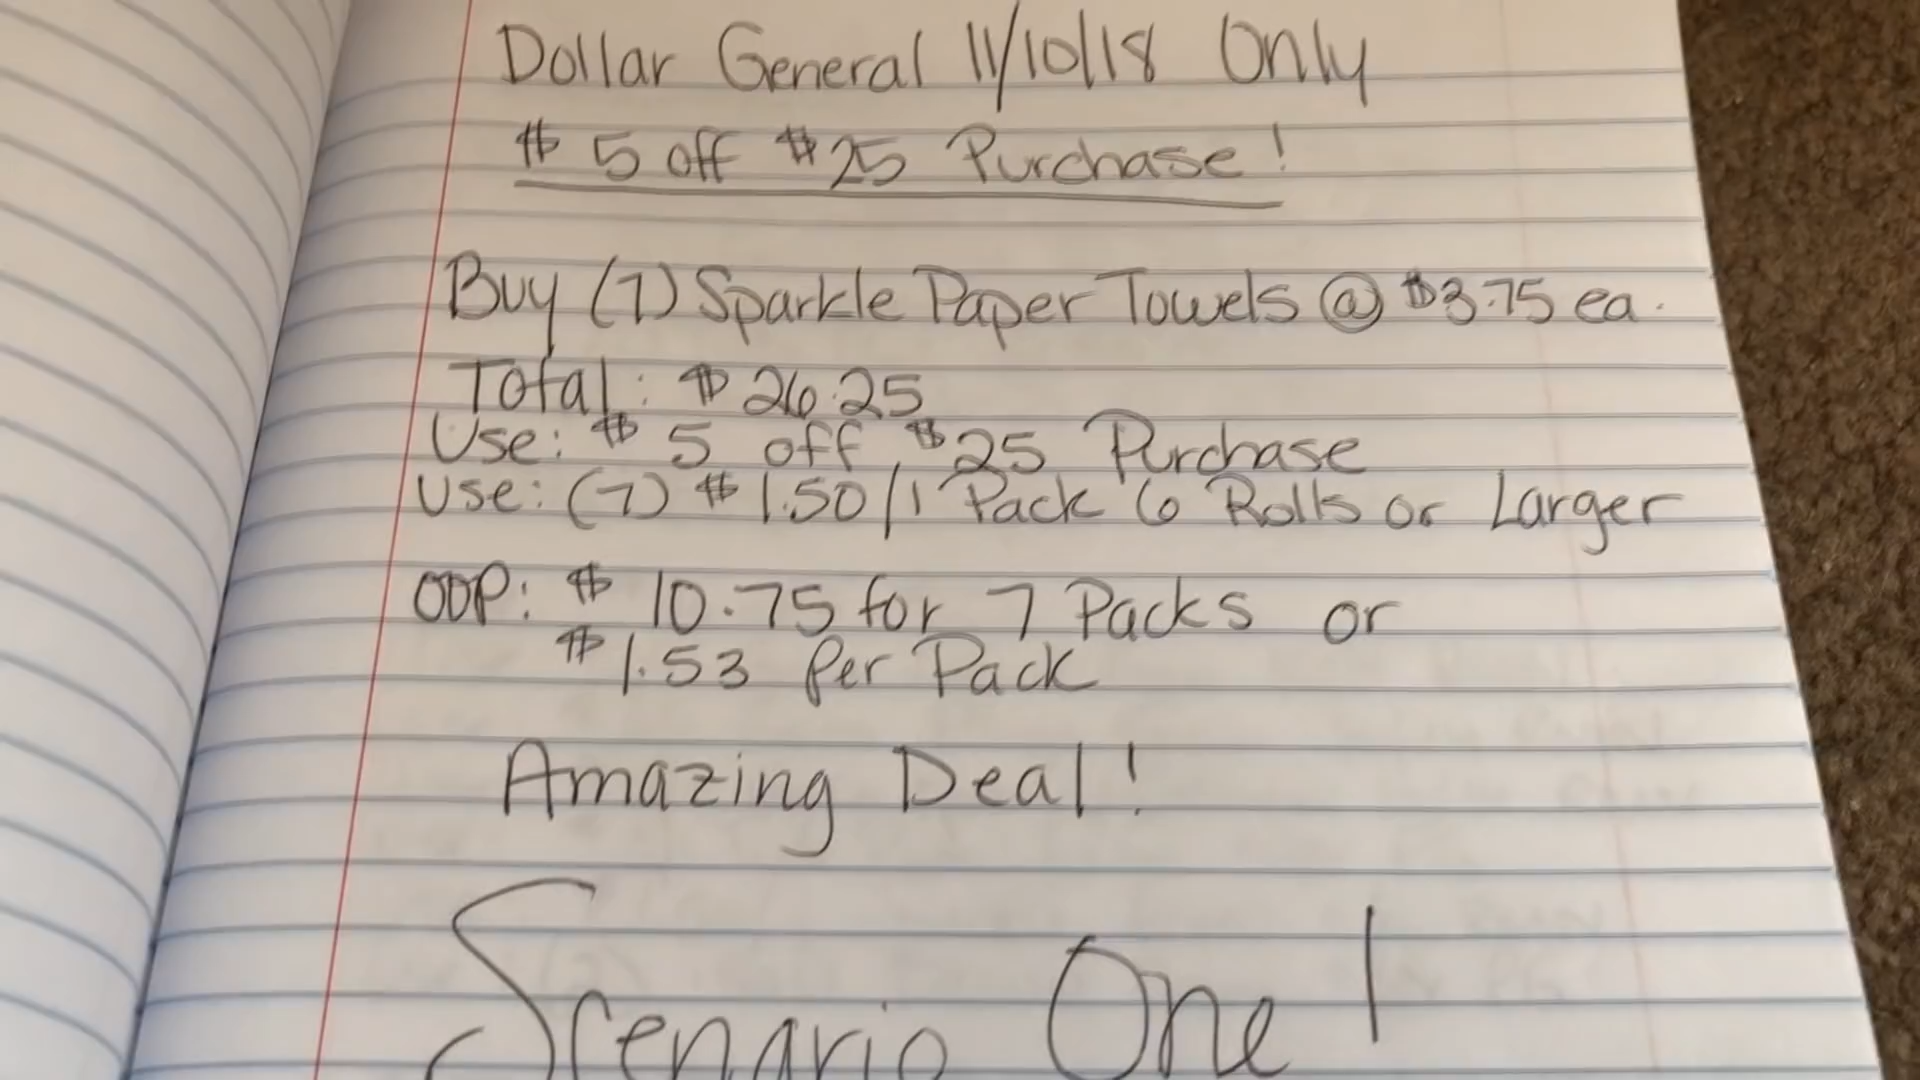 Dollar General 11/10/18 Only
$5 off $25 Purchase!
Buy (7) Sparkle Paper Towels @ $3.75 ea.
Total: $26.25
Use: $5 off $25 Purchase
Use: (7) $1.50/1 Pack 6 Rolls or Larger
OOP: $10.75 for 7 Packs or
$1.53 Per Pack
Amazing Deal!
Scenario One!